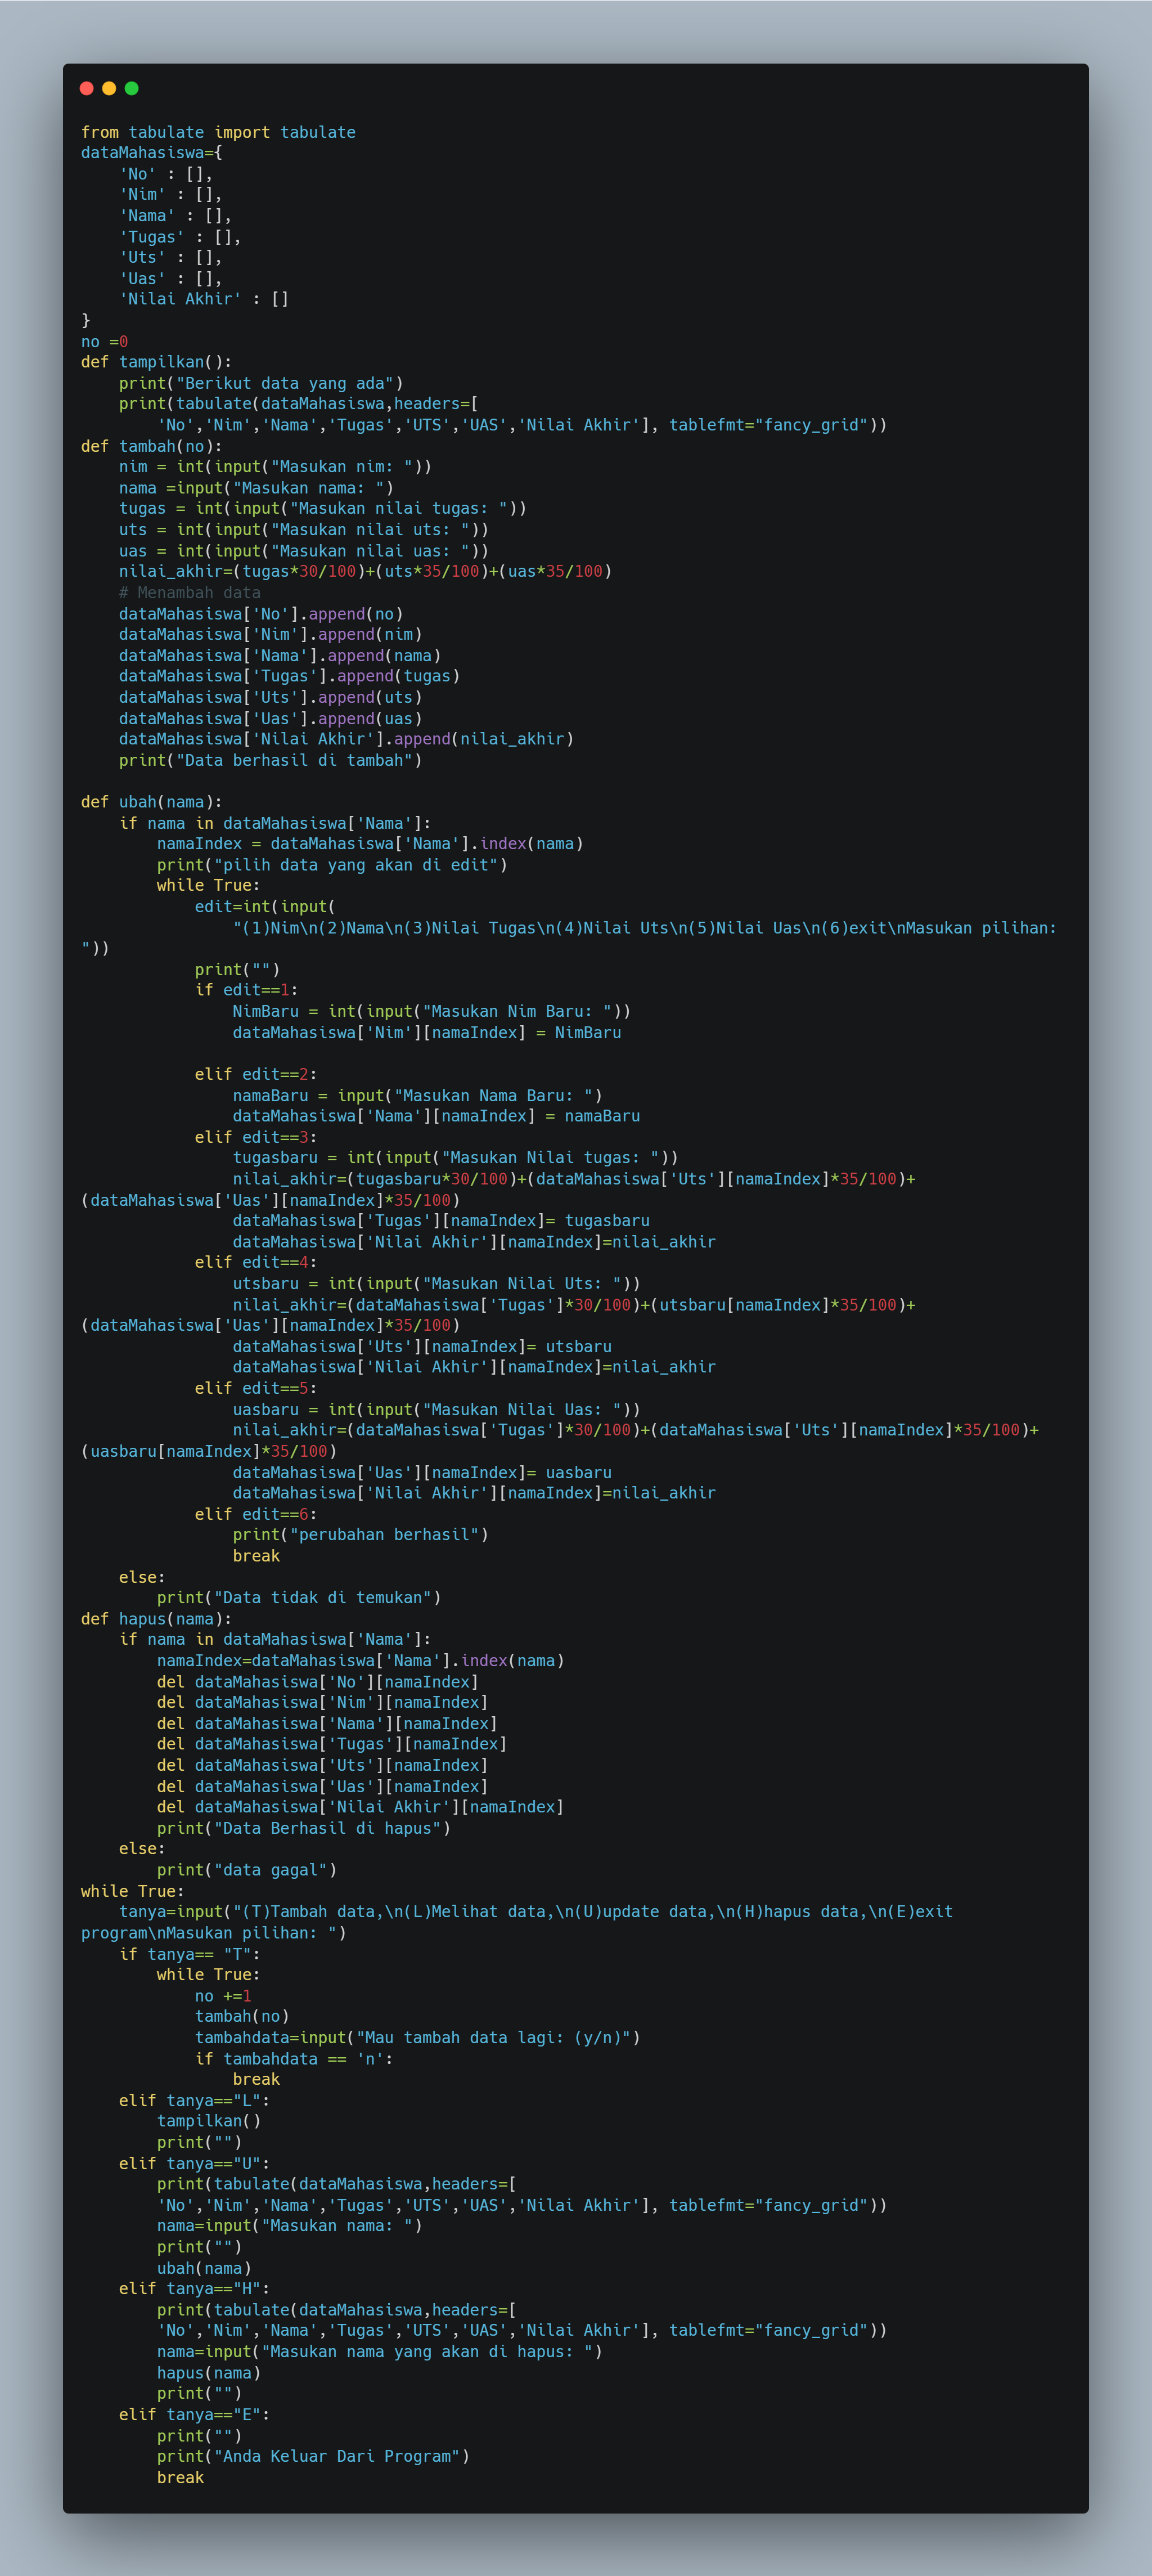 from tabulate import tabulate
dataMahasiswa={
    'No' : [],
    'Nim' : [],
    'Nama' : [],
    'Tugas' : [],
    'Uts' : [],
    'Uas' : [],
    'Nilai Akhir' : []
}
no =0
def tampilkan():
    print("Berikut data yang ada")
    print(tabulate(dataMahasiswa,headers=[
        'No','Nim','Nama','Tugas','UTS','UAS','Nilai Akhir'], tablefmt="fancy_grid"))
def tambah(no):
    nim = int(input("Masukan nim: "))
    nama =input("Masukan nama: ")
    tugas = int(input("Masukan nilai tugas: "))
    uts = int(input("Masukan nilai uts: "))
    uas = int(input("Masukan nilai uas: "))
    nilai_akhir=(tugas*30/100)+(uts*35/100)+(uas*35/100)
    # Menambah data
    dataMahasiswa['No'].append(no)
    dataMahasiswa['Nim'].append(nim)
    dataMahasiswa['Nama'].append(nama)
    dataMahasiswa['Tugas'].append(tugas)
    dataMahasiswa['Uts'].append(uts)
    dataMahasiswa['Uas'].append(uas)
    dataMahasiswa['Nilai Akhir'].append(nilai_akhir)
    print("Data berhasil di tambah")

def ubah(nama):
    if nama in dataMahasiswa['Nama']:
        namaIndex = dataMahasiswa['Nama'].index(nama)
        print("pilih data yang akan di edit")
        while True:
            edit=int(input(
                "(1)Nim\n(2)Nama\n(3)Nilai Tugas\n(4)Nilai Uts\n(5)Nilai Uas\n(6)exit\nMasukan pilihan: 
"))
            print("")
            if edit==1:
                NimBaru = int(input("Masukan Nim Baru: "))
                dataMahasiswa['Nim'][namaIndex] = NimBaru

            elif edit==2:
                namaBaru = input("Masukan Nama Baru: ")
                dataMahasiswa['Nama'][namaIndex] = namaBaru
            elif edit==3:
                tugasbaru = int(input("Masukan Nilai tugas: "))
                nilai_akhir=(tugasbaru*30/100)+(dataMahasiswa['Uts'][namaIndex]*35/100)+
(dataMahasiswa['Uas'][namaIndex]*35/100)
                dataMahasiswa['Tugas'][namaIndex]= tugasbaru
                dataMahasiswa['Nilai Akhir'][namaIndex]=nilai_akhir
            elif edit==4:
                utsbaru = int(input("Masukan Nilai Uts: "))
                nilai_akhir=(dataMahasiswa['Tugas']*30/100)+(utsbaru[namaIndex]*35/100)+
(dataMahasiswa['Uas'][namaIndex]*35/100)
                dataMahasiswa['Uts'][namaIndex]= utsbaru
                dataMahasiswa['Nilai Akhir'][namaIndex]=nilai_akhir
            elif edit==5:
                uasbaru = int(input("Masukan Nilai Uas: "))
                nilai_akhir=(dataMahasiswa['Tugas']*30/100)+(dataMahasiswa['Uts'][namaIndex]*35/100)+
(uasbaru[namaIndex]*35/100)
                dataMahasiswa['Uas'][namaIndex]= uasbaru
                dataMahasiswa['Nilai Akhir'][namaIndex]=nilai_akhir
            elif edit==6:
                print("perubahan berhasil")
                break
    else:
        print("Data tidak di temukan")
def hapus(nama):
    if nama in dataMahasiswa['Nama']:
        namaIndex=dataMahasiswa['Nama'].index(nama)
        del dataMahasiswa['No'][namaIndex]
        del dataMahasiswa['Nim'][namaIndex]
        del dataMahasiswa['Nama'][namaIndex]
        del dataMahasiswa['Tugas'][namaIndex]
        del dataMahasiswa['Uts'][namaIndex]
        del dataMahasiswa['Uas'][namaIndex]
        del dataMahasiswa['Nilai Akhir'][namaIndex]
        print("Data Berhasil di hapus")
    else:
        print("data gagal")
while True:
    tanya=input("(T)Tambah data,\n(L)Melihat data,\n(U)update data,\n(H)hapus data,\n(E)exit 
program\nMasukan pilihan: ")
    if tanya== "T":
        while True:
            no +=1
            tambah(no)
            tambahdata=input("Mau tambah data lagi: (y/n)")
            if tambahdata == 'n':
                break
    elif tanya=="L":
        tampilkan()
        print("")
    elif tanya=="U":
        print(tabulate(dataMahasiswa,headers=[
        'No','Nim','Nama','Tugas','UTS','UAS','Nilai Akhir'], tablefmt="fancy_grid"))
        nama=input("Masukan nama: ")
        print("")
        ubah(nama)
    elif tanya=="H":
        print(tabulate(dataMahasiswa,headers=[
        'No','Nim','Nama','Tugas','UTS','UAS','Nilai Akhir'], tablefmt="fancy_grid"))
        nama=input("Masukan nama yang akan di hapus: ")
        hapus(nama)
        print("")
    elif tanya=="E":
        print("")
        print("Anda Keluar Dari Program")
        break